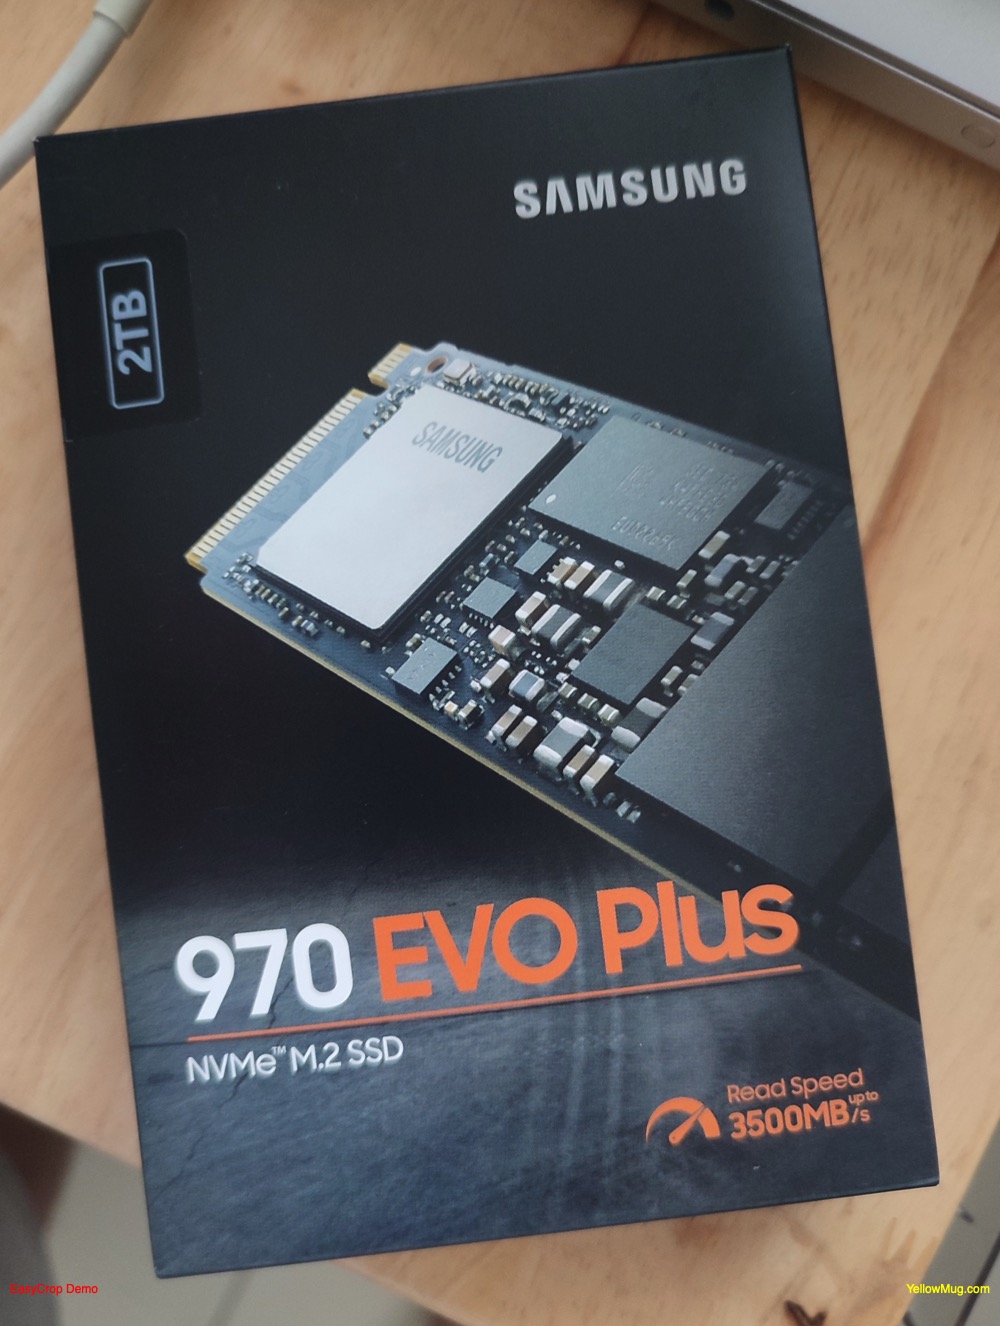 SAMSUNG
2TB
SAMSUNG
970 EVO Plus
NVMe™ M.2 SSD
Read Speed
up to
3500MB/s
EasyCrop Demo
YellowMug.com